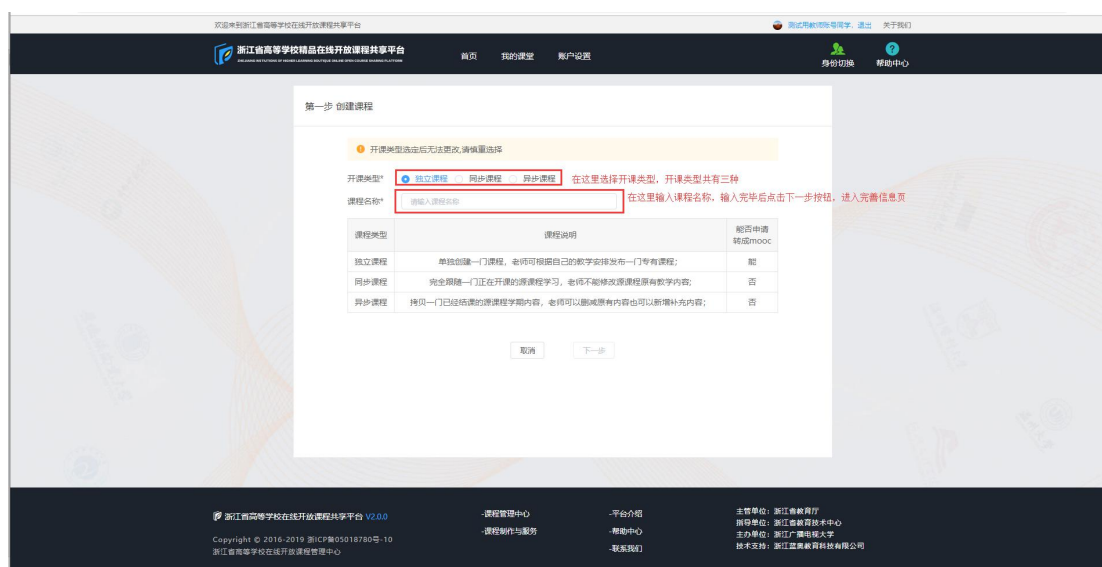 欢迎来到浙江省高等学校在线开放课程共享平台
测试用教师账号同学，退出 关于我们
浙江省高等学校精品在线开放课程共享平台
首页 我的课堂 账户设置
身份切换 帮助中心
第一步 创建课程
开课类型选定后无法更改,请慎重选择
开课类型* 独立课程 同步课程 异步课程 在这里选择开课类型，开课类型共有三种
课程名称* 请输入课程名称 在这里输入课程名称，输入完毕后点击下一步按钮，进入完善信息页
课程类型 课程说明 能否申请
转成mooc
独立课程 单独创建一门课程，老师可根据自己的教学安排发布一门专有课程； 能
同步课程 完全跟随一门正在开课的源课程学习，老师不能修改源课程原有教学内容; 否
异步课程 拷贝一门已经结课的源课程学期内容，老师可以删减原有内容也可以新增补充内容； 否
取消 下一步
浙江省高等学校在线开放课程共享平台 V2.0.0
Copyright © 2016-2019 浙ICP备05018780号-10
浙江省高等学校在线开放课程管理中心
-课程管理中心
-课程制作与服务
-平台介绍
-帮助中心
-联系我们
主管单位：浙江省教育厅
指导单位：浙江省教育技术中心
主办单位：浙江广播电视大学
技术支持：浙江蓝奥教育科技有限公司